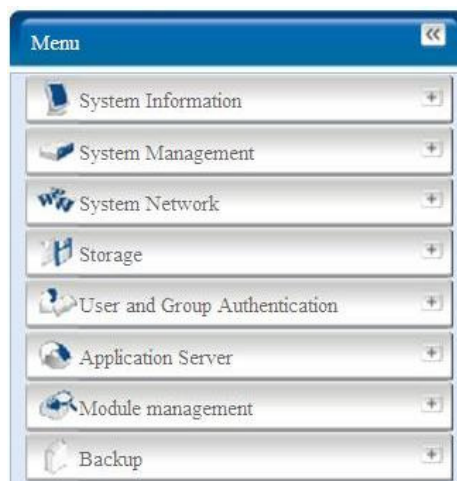 Menu
System Information
System Management
System Network
Storage
User and Group Authentication
Application Server
Module management
Backup